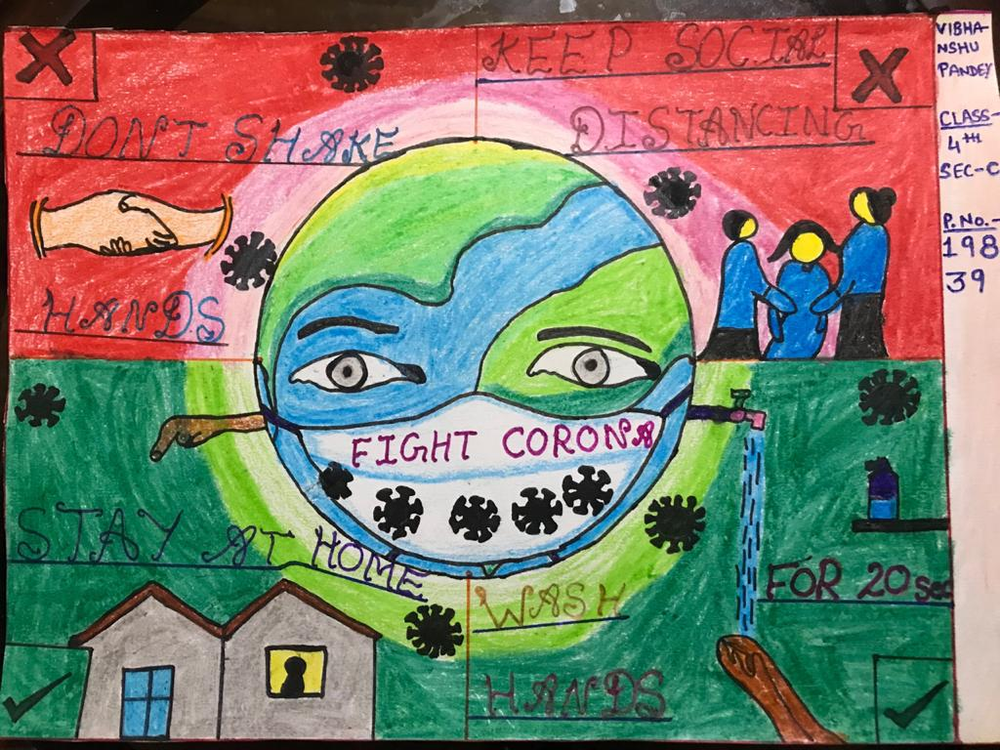 DON'T SHAKE
HANDS
KEEP SOCIAL
DISTANCING
FIGHT CORONA
STAY AT HOME
WASH
HANDS
FOR 20 sec
VIBHA-
NSHU
PANDEY
CLASS-
4TH
SEC-C
P.No.-
198
39